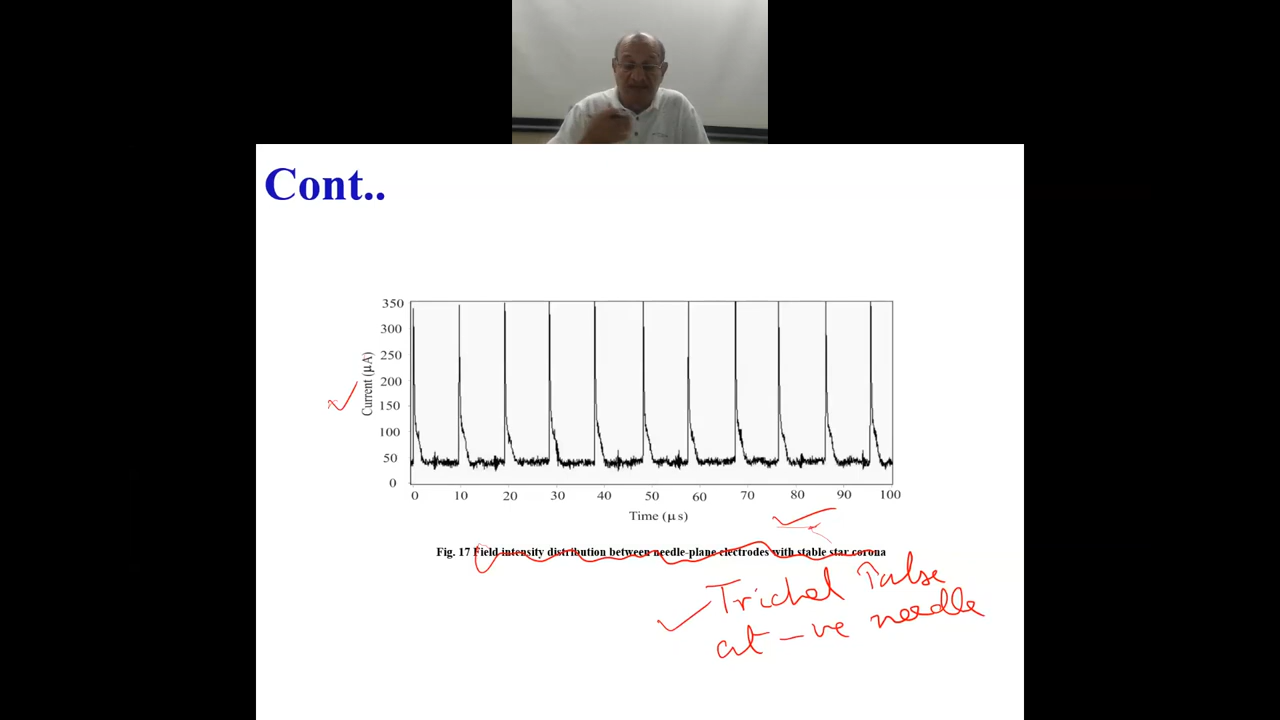 Cont..
350
300
250
200
150
100
50
0
Current (μA)
0 10 20 30 40 50 60 70 80 90 100
Time (μ s)
Fig. 17 Field intensity distribution between needle-plane electrodes with stable star corona
Trichel Pulse
at -ve needle